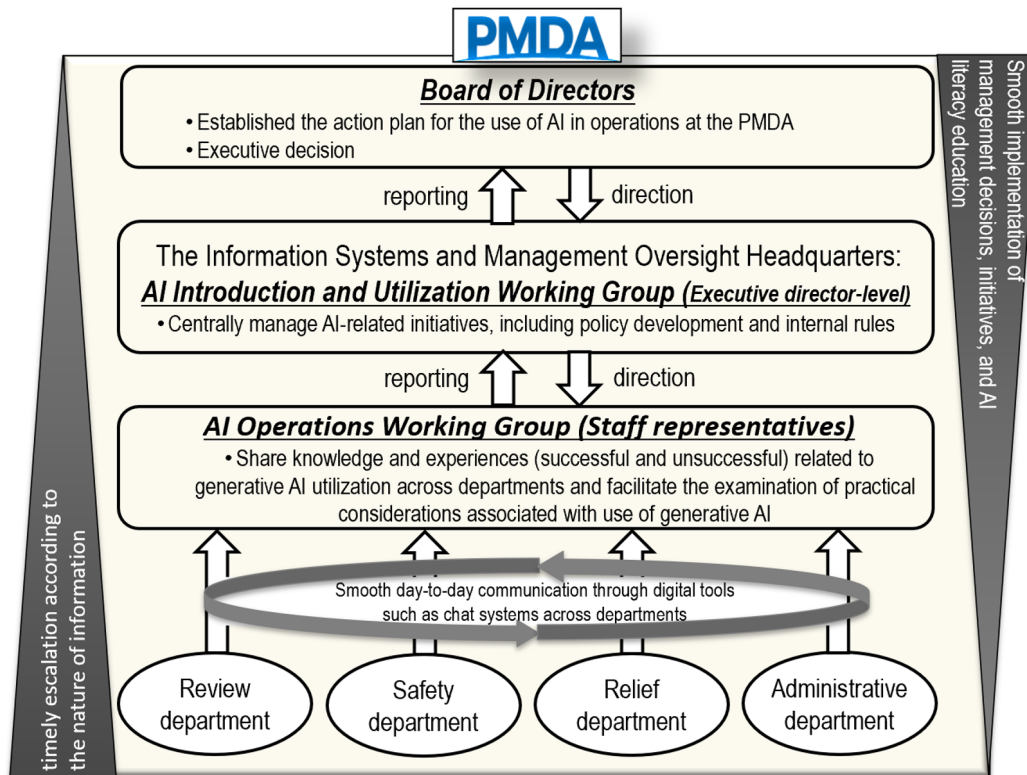 PMDA
Board of Directors
• Established the action plan for the use of AI in operations at the PMDA
• Executive decision
reporting
direction
The Information Systems and Management Oversight Headquarters:
AI Introduction and Utilization Working Group (Executive director-level)
• Centrally manage AI-related initiatives, including policy development and internal rules
reporting
direction
AI Operations Working Group (Staff representatives)
• Share knowledge and experiences (successful and unsuccessful) related to
generative AI utilization across departments and facilitate the examination of practical
considerations associated with use of generative AI
Smooth day-to-day communication through digital tools
such as chat systems across departments
Review
department
Safety
department
Relief
department
Administrative
department
timely escalation according to
the nature of information
Smooth implementation of
management decisions, initiatives, and AI
literacy education